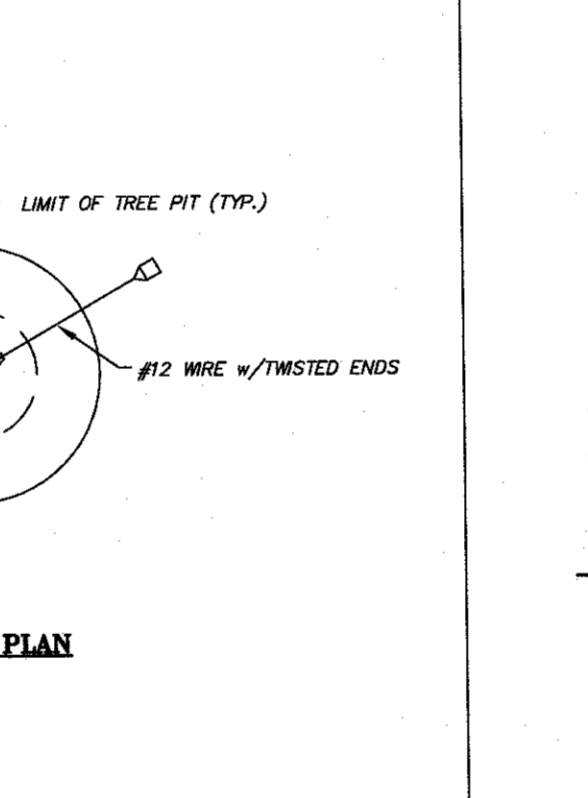 LIMIT OF TREE PIT (TYP.)
#12 WIRE w/TWISTED ENDS
PLAN